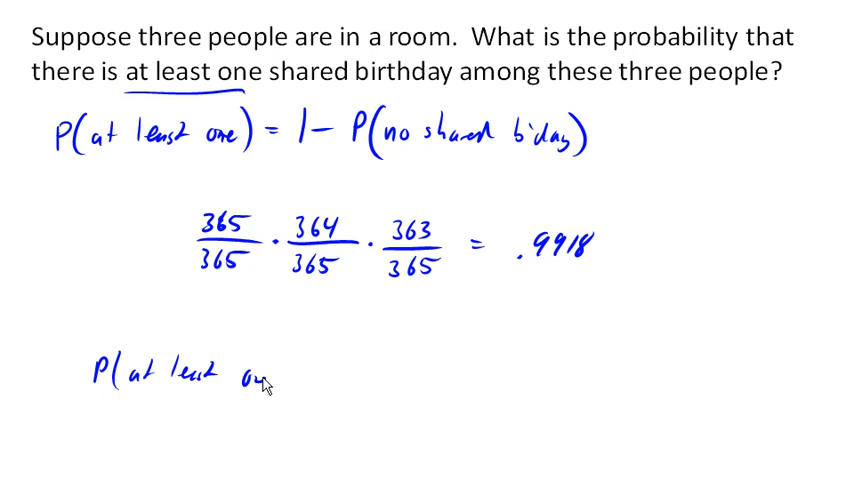 Suppose three people are in a room. What is the probability that
there is at least one shared birthday among these three people?
P(at least one) = 1 - P(no shared b'day)
365/365 · 364/365 · 363/365 = .9918
P(at least on